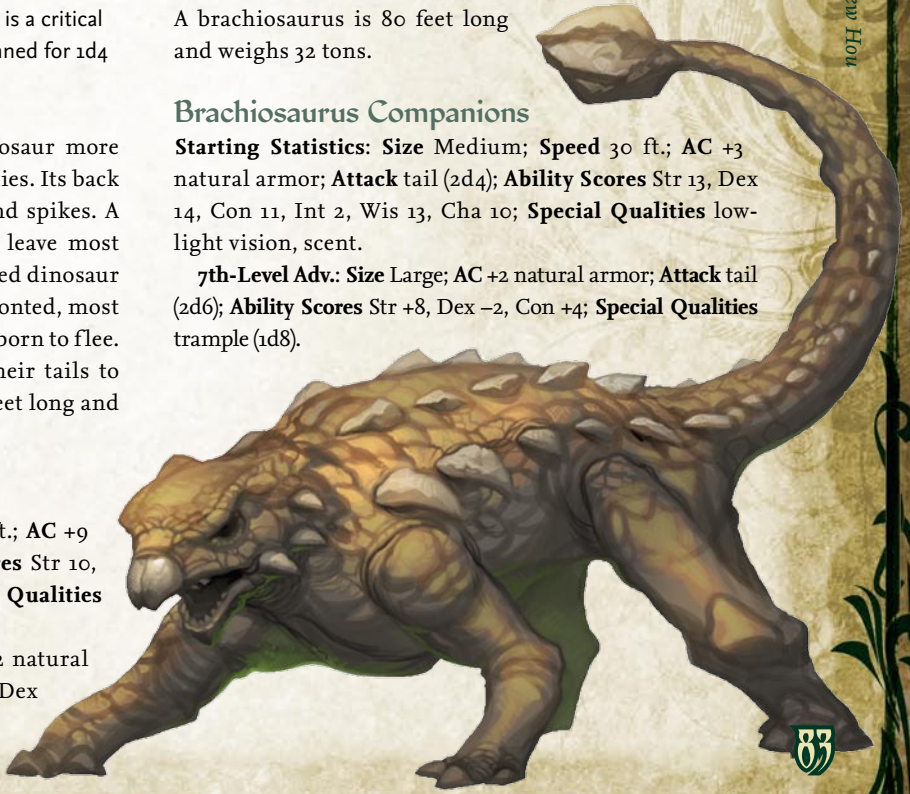 is a critical
nned for 1d4
osaur more
ies. Its back
nd spikes. A
leave most
ed dinosaur
onted, most
born to flee.
heir tails to
eet long and
ft.; AC +9
es Str 10,
Qualities
2 natural
Dex
A brachiosaurus is 80 feet long
and weighs 32 tons.
Brachiosaurus Companions
Starting Statistics: Size Medium; Speed 30 ft.; AC +3
natural armor; Attack tail (2d4); Ability Scores Str 13, Dex
14, Con 11, Int 2, Wis 13, Cha 10; Special Qualities low-
light vision, scent.
7th-Level Adv.: Size Large; AC +2 natural armor; Attack tail
(2d6); Ability Scores Str +8, Dex –2, Con +4; Special Qualities
trample (1d8).
w Hon
83